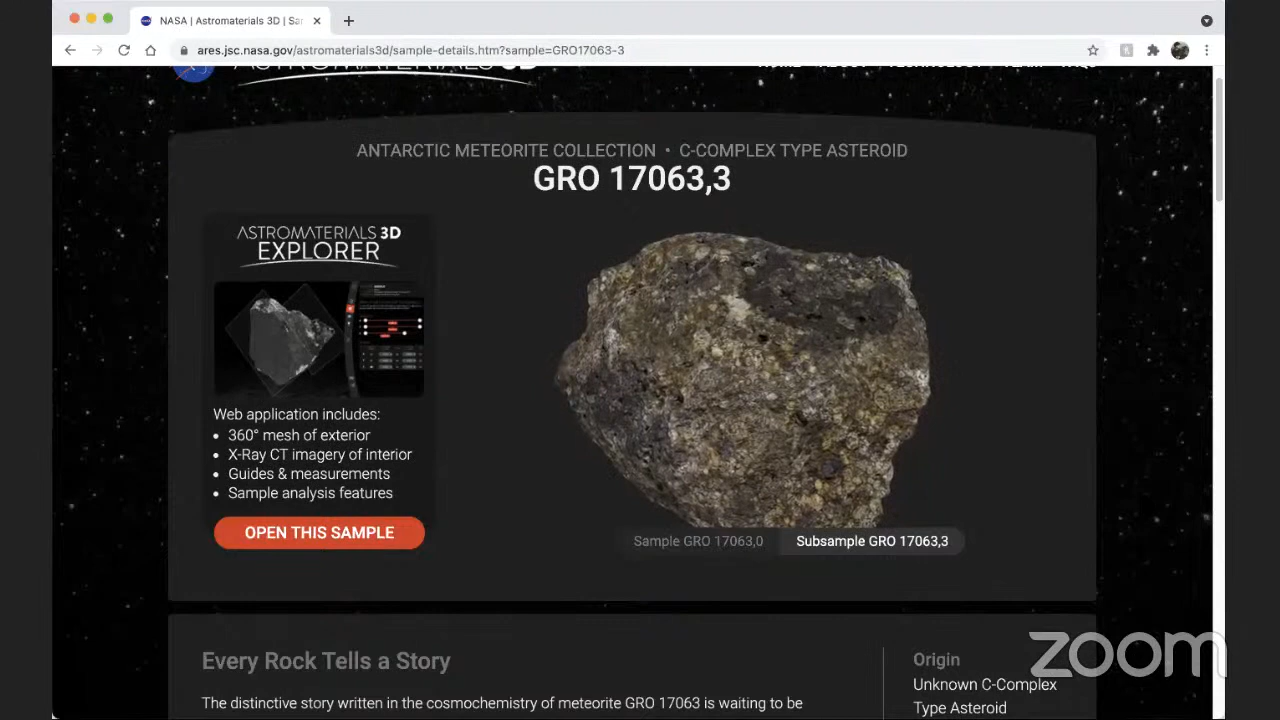 NASA | Astromaterials 3D | Sar
ares.jsc.nasa.gov/astromaterials3d/sample-details.htm?sample=GRO17063-3
ANTARCTIC METEORITE COLLECTION • C-COMPLEX TYPE ASTEROID
GRO 17063,3
ASTROMATERIALS 3D
EXPLORER
Web application includes:
• 360° mesh of exterior
• X-Ray CT imagery of interior
• Guides & measurements
• Sample analysis features
OPEN THIS SAMPLE
Sample GRO 17063,0
Subsample GRO 17063,3
Every Rock Tells a Story
The distinctive story written in the cosmochemistry of meteorite GRO 17063 is waiting to be
Origin
Unknown C-Complex
Type Asteroid
zoom